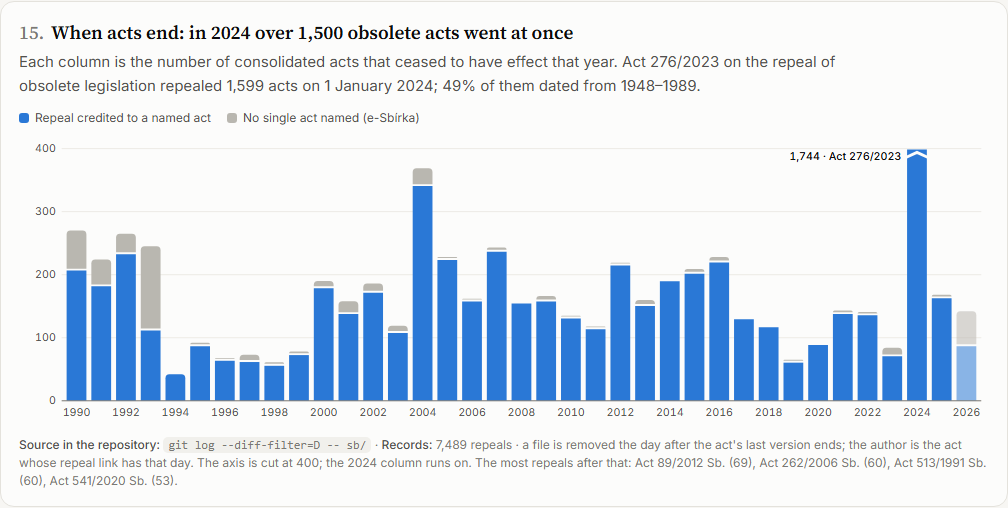 15. When acts end: in 2024 over 1,500 obsolete acts went at once
Each column is the number of consolidated acts that ceased to have effect that year. Act 276/2023 on the repeal of
obsolete legislation repealed 1,599 acts on 1 January 2024; 49% of them dated from 1948–1989.
Repeal credited to a named act No single act named (e-Sbírka)
400
1,744 · Act 276/2023
300
200
100
0
1990 1992 1994 1996 1998 2000 2002 2004 2006 2008 2010 2012 2014 2016 2018 2020 2022 2024 2026
Source in the repository: git log --diff-filter=D -- sb/ · Records: 7,489 repeals · a file is removed the day after the act's last version ends; the author is the act
whose repeal link has that day. The axis is cut at 400; the 2024 column runs on. The most repeals after that: Act 89/2012 Sb. (69), Act 262/2006 Sb. (60), Act 513/1991 Sb.
(60), Act 541/2020 Sb. (53).